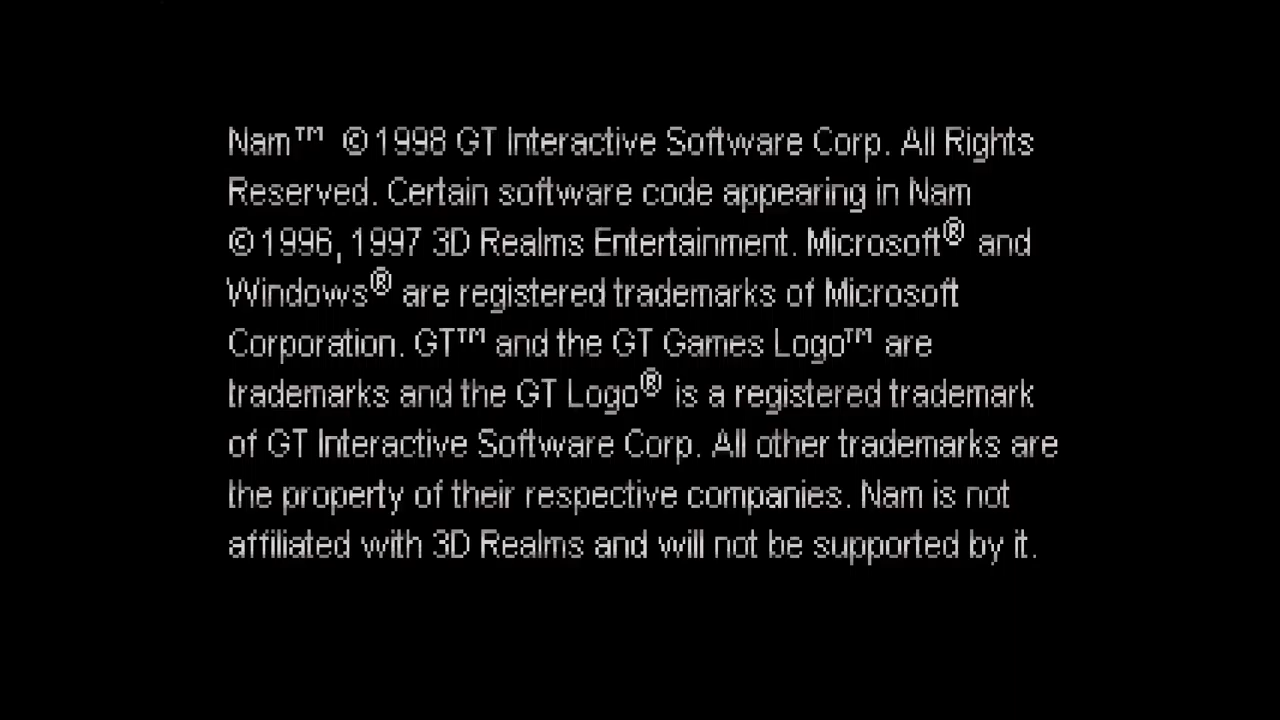 Nam™ © 1998 GT Interactive Software Corp. All Rights
Reserved. Certain software code appearing in Nam
© 1996, 1997 3D Realms Entertainment. Microsoft® and
Windows® are registered trademarks of Microsoft
Corporation. GT™ and the GT Games Logo™ are
trademarks and the GT Logo® is a registered trademark
of GT Interactive Software Corp. All other trademarks are
the property of their respective companies. Nam is not
affiliated with 3D Realms and will not be supported by it.